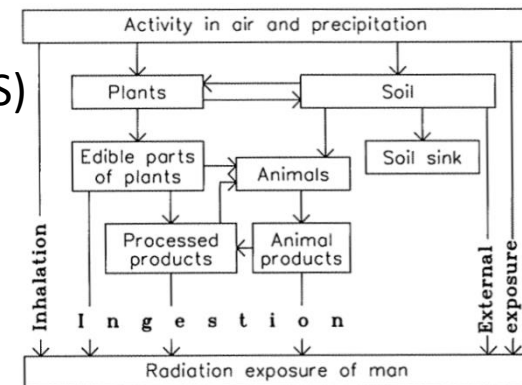 Activity in air and precipitation
S)
Plants
Soil
Edible parts
of plants
Animals
Soil sink
Processed
products
Animal
products
Inhalation
Ingestion
External
exposure
Radiation exposure of man